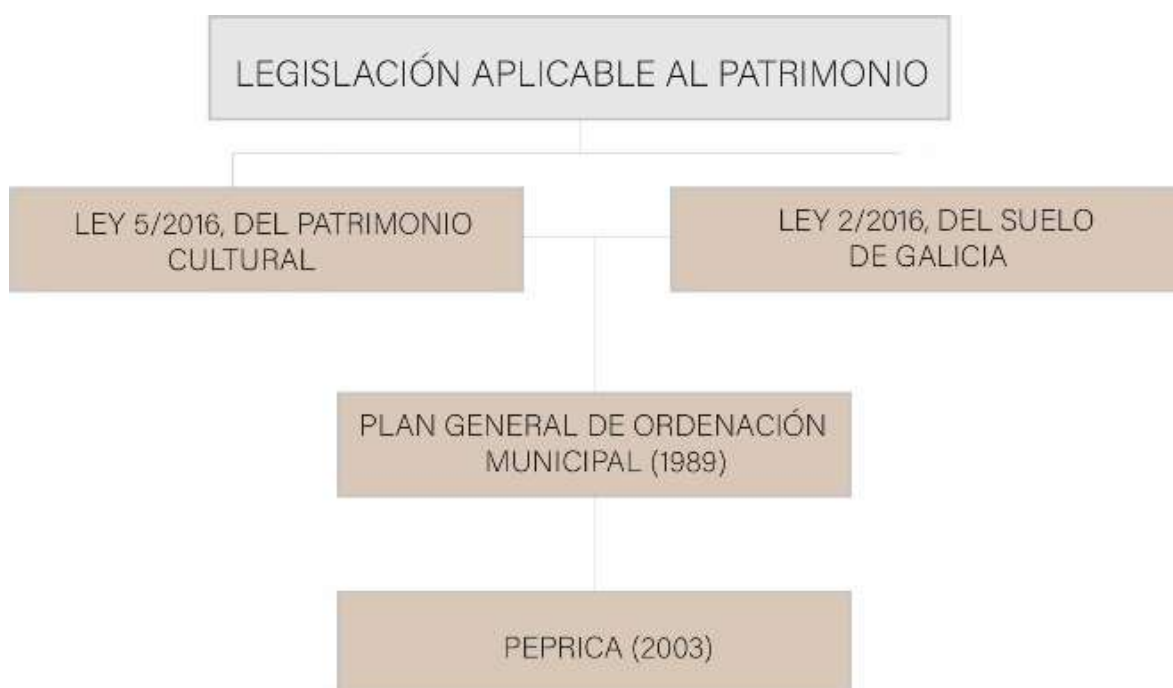 LEGISLACIÓN APLICABLE AL PATRIMONIO
LEY 5/2016, DEL PATRIMONIO
CULTURAL
LEY 2/2016, DEL SUELO
DE GALICIA
PLAN GENERAL DE ORDENACIÓN
MUNICIPAL (1989)
PEPRICA (2003)